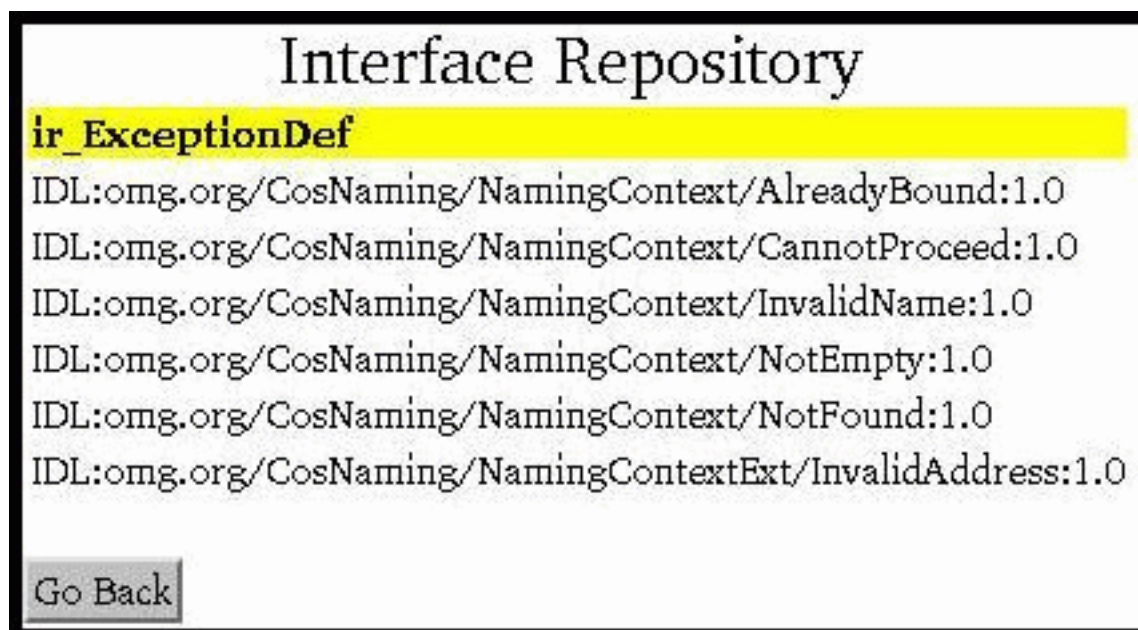 Interface Repository
ir_ExceptionDef
IDL:omg.org/CosNaming/NamingContext/AlreadyBound:1.0
IDL:omg.org/CosNaming/NamingContext/CannotProceed:1.0
IDL:omg.org/CosNaming/NamingContext/InvalidName:1.0
IDL:omg.org/CosNaming/NamingContext/NotEmpty:1.0
IDL:omg.org/CosNaming/NamingContext/NotFound:1.0
IDL:omg.org/CosNaming/NamingContextExt/InvalidAddress:1.0
Go Back